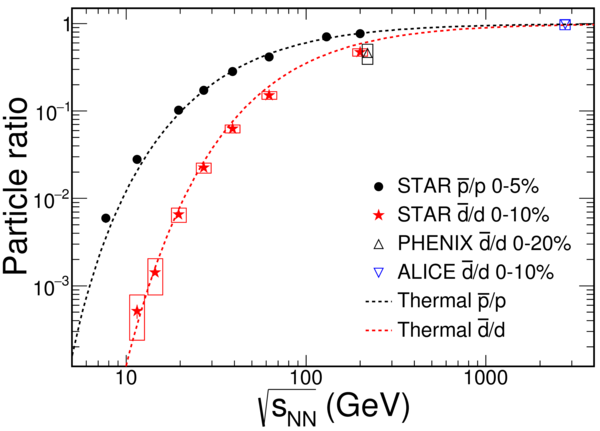 Particle ratio
1
10⁻¹
10⁻²
10⁻³
STAR p̅/p 0-5%
STAR d̅/d 0-10%
PHENIX d̅/d 0-20%
ALICE d̅/d 0-10%
Thermal p̅/p
Thermal d̅/d
10 100 1000
√sNN (GeV)